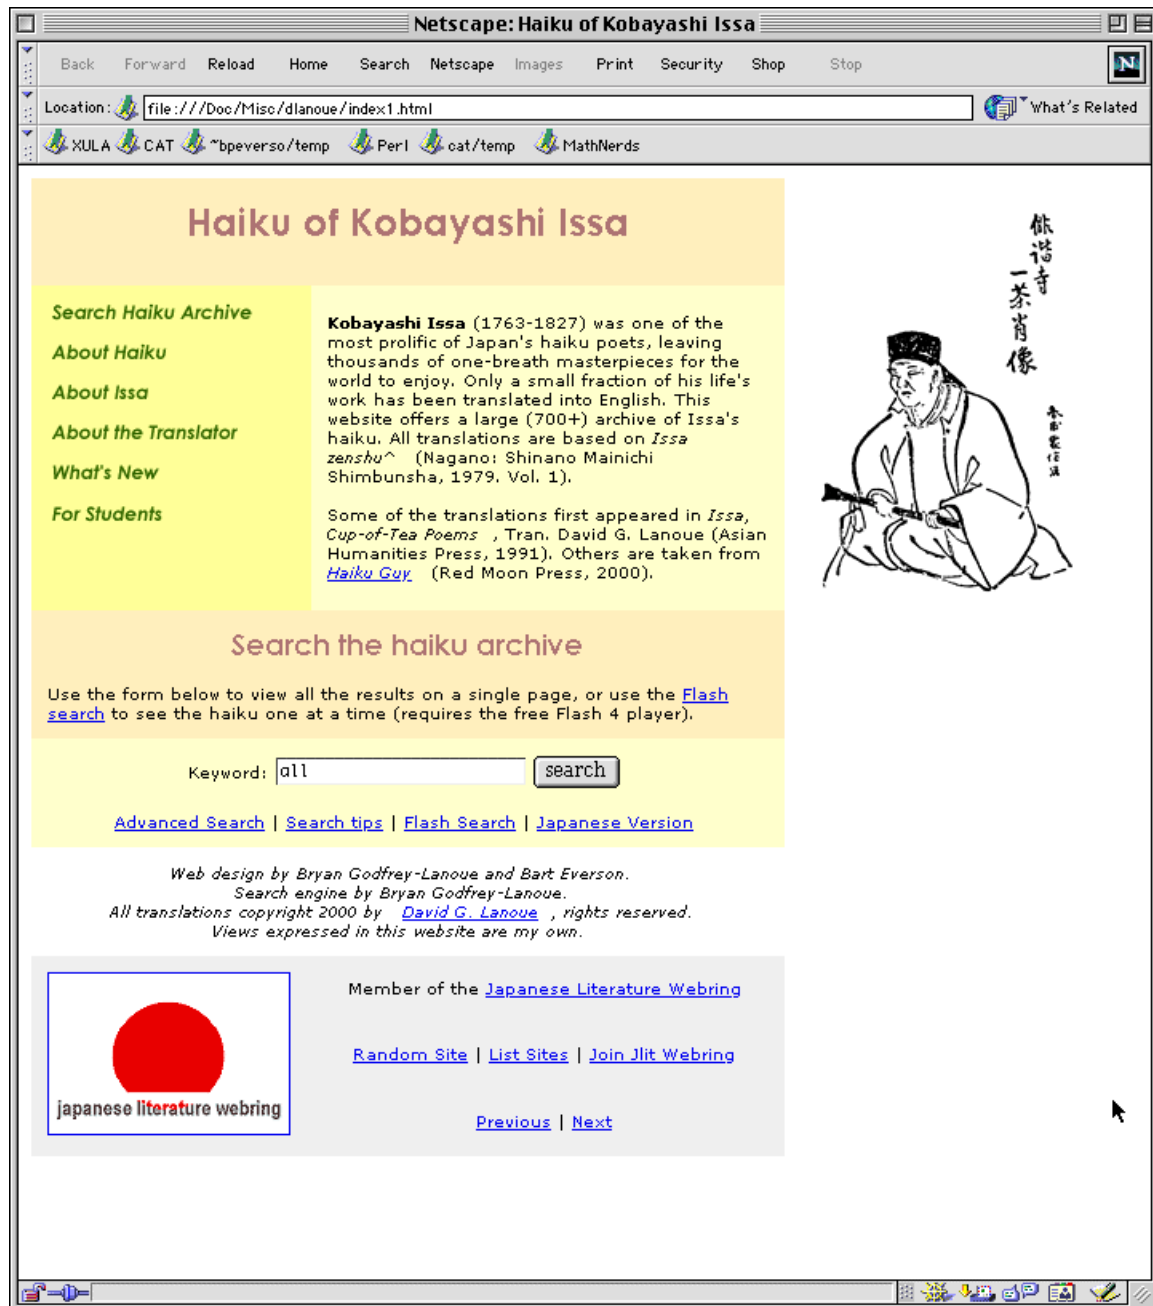 Netscape: Haiku of Kobayashi Issa
Back Forward Reload Home Search Netscape Images Print Security Shop Stop
N
Location: file:///Doc/Misc/dlanoue/index1.html What's Related
XULA CAT ~bpeverso/temp Perl cat/temp MathNerds
Haiku of Kobayashi Issa
Search Haiku Archive
About Haiku
About Issa
About the Translator
What's New
For Students
Kobayashi Issa (1763-1827) was one of the
most prolific of Japan's haiku poets, leaving
thousands of one-breath masterpieces for the
world to enjoy. Only a small fraction of his life's
work has been translated into English. This
website offers a large (700+) archive of Issa's
haiku. All translations are based on Issa
zenshu^ (Nagano: Shinano Mainichi
Shimbunsha, 1979. Vol. 1).
Some of the translations first appeared in Issa,
Cup-of-Tea Poems , Tran. David G. Lanoue (Asian
Humanities Press, 1991). Others are taken from
Haiku Guy (Red Moon Press, 2000).
俳諧寺
一茶肖像
Search the haiku archive
Use the form below to view all the results on a single page, or use the Flash
search to see the haiku one at a time (requires the free Flash 4 player).
Keyword: all search
Advanced Search | Search tips | Flash Search | Japanese Version
Web design by Bryan Godfrey-Lanoue and Bart Everson.
Search engine by Bryan Godfrey-Lanoue.
All translations copyright 2000 by David G. Lanoue , rights reserved.
Views expressed in this website are my own.
japanese literature webring
Member of the Japanese Literature Webring
Random Site | List Sites | Join Jlit Webring
Previous | Next